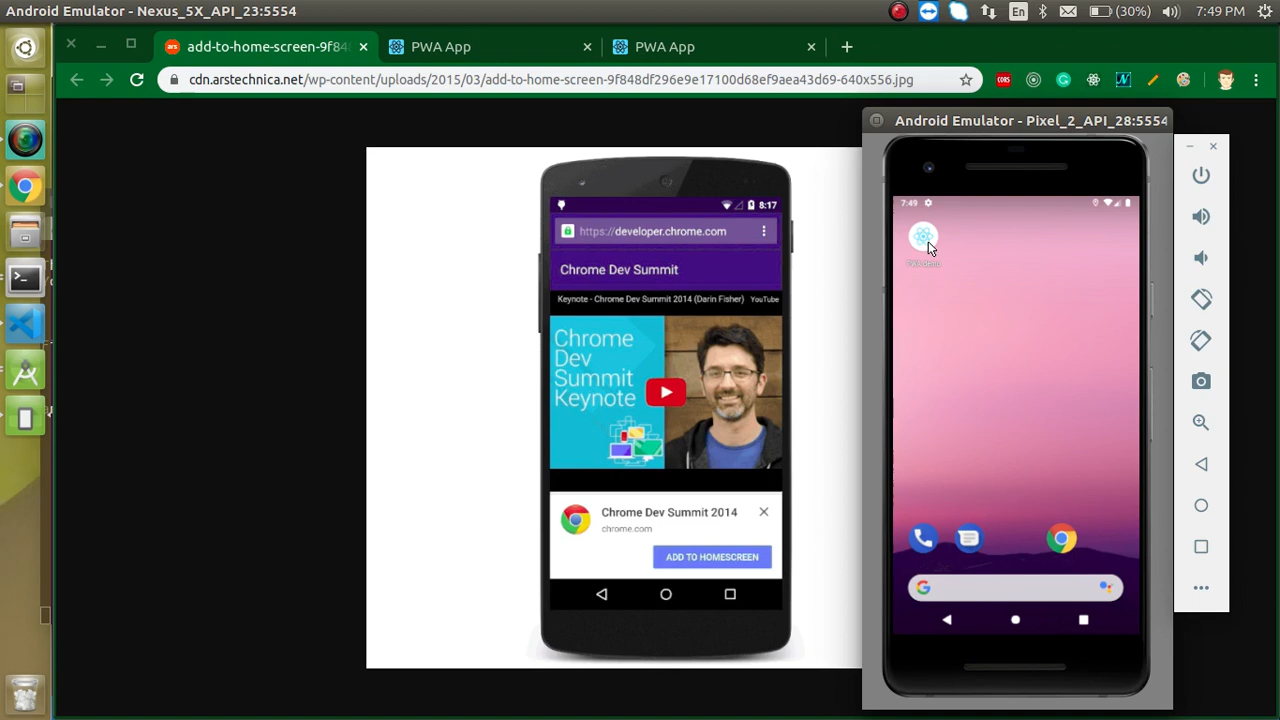 Android Emulator - Nexus_5X_API_23:5554
En
(30%)
7:49 PM
add-to-home-screen-9f84
PWA App
PWA App
cdn.arstechnica.net/wp-content/uploads/2015/03/add-to-home-screen-9f848df296e9e17100d68ef9aea43d69-640x556.jpg
CORS
Android Emulator - Pixel_2_API_28:5554
8:17
https://developer.chrome.com
Chrome Dev Summit
Keynote - Chrome Dev Summit 2014 (Darin Fisher)
YouTube
Chrome
Dev
Summit
Keynote
Chrome Dev Summit 2014
chrome.com
ADD TO HOMESCREEN
7:49
PWA demo